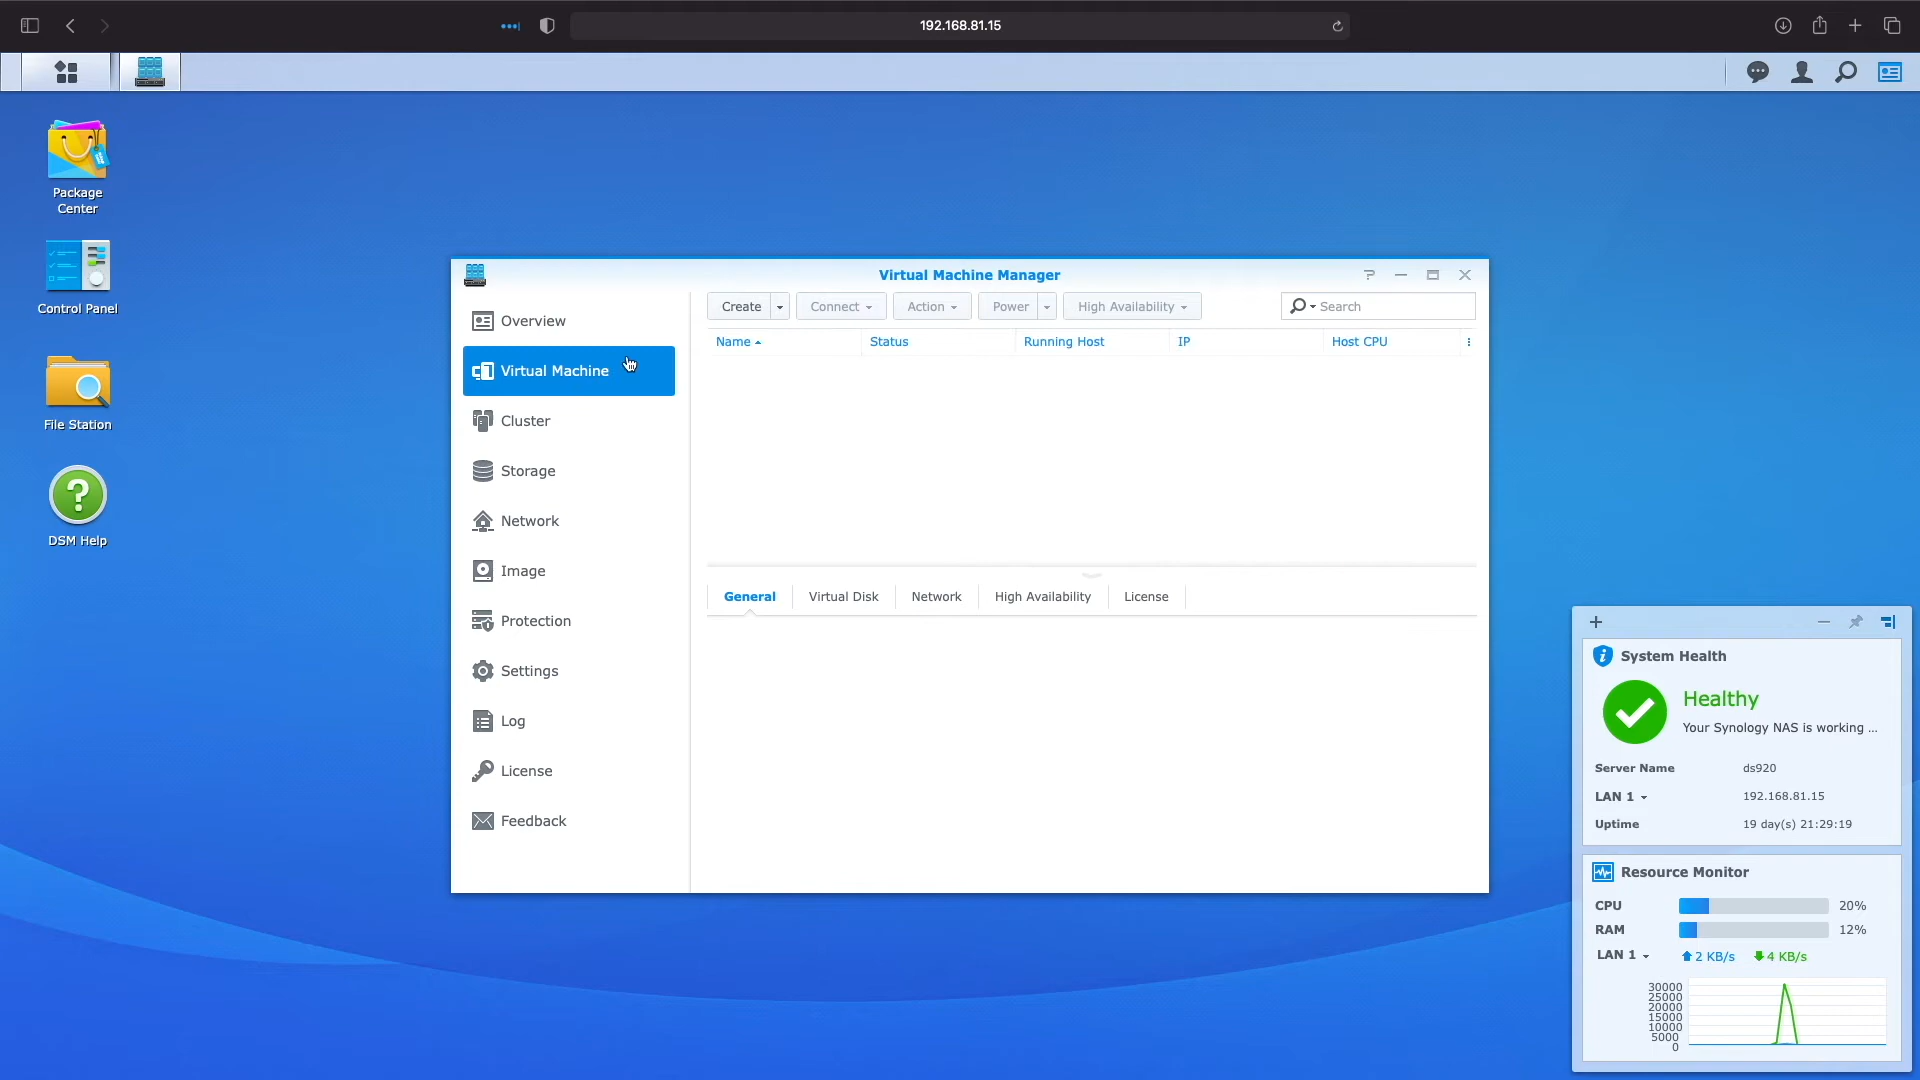 192.168.81.15
Package
Center
Control Panel
File Station
DSM Help
Virtual Machine Manager
Overview
Virtual Machine
Cluster
Storage
Network
Image
Protection
Settings
Log
License
Feedback
Create
Connect
Action
Power
High Availability
Search
Name
Status
Running Host
IP
Host CPU
General
Virtual Disk
Network
High Availability
License
System Health
Healthy
Your Synology NAS is working ...
Server Name ds920
LAN 1 192.168.81.15
Uptime 19 day(s) 21:29:19
Resource Monitor
CPU 20%
RAM 12%
LAN 1 2 KB/s 4 KB/s
30000
25000
20000
15000
10000
5000
0